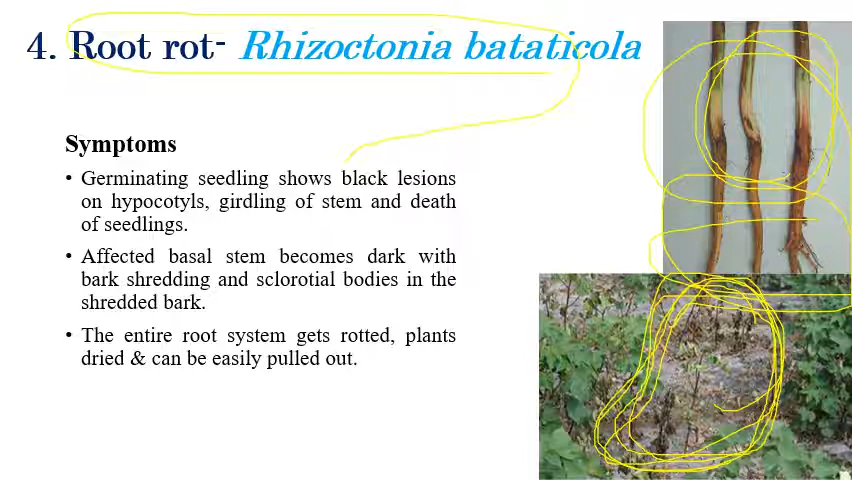 4. Root rot- Rhizoctonia bataticola
Symptoms
• Germinating seedling shows black lesions
on hypocotyls, girdling of stem and death
of seedlings.
• Affected basal stem becomes dark with
bark shredding and sclorotial bodies in the
shredded bark.
• The entire root system gets rotted, plants
dried & can be easily pulled out.